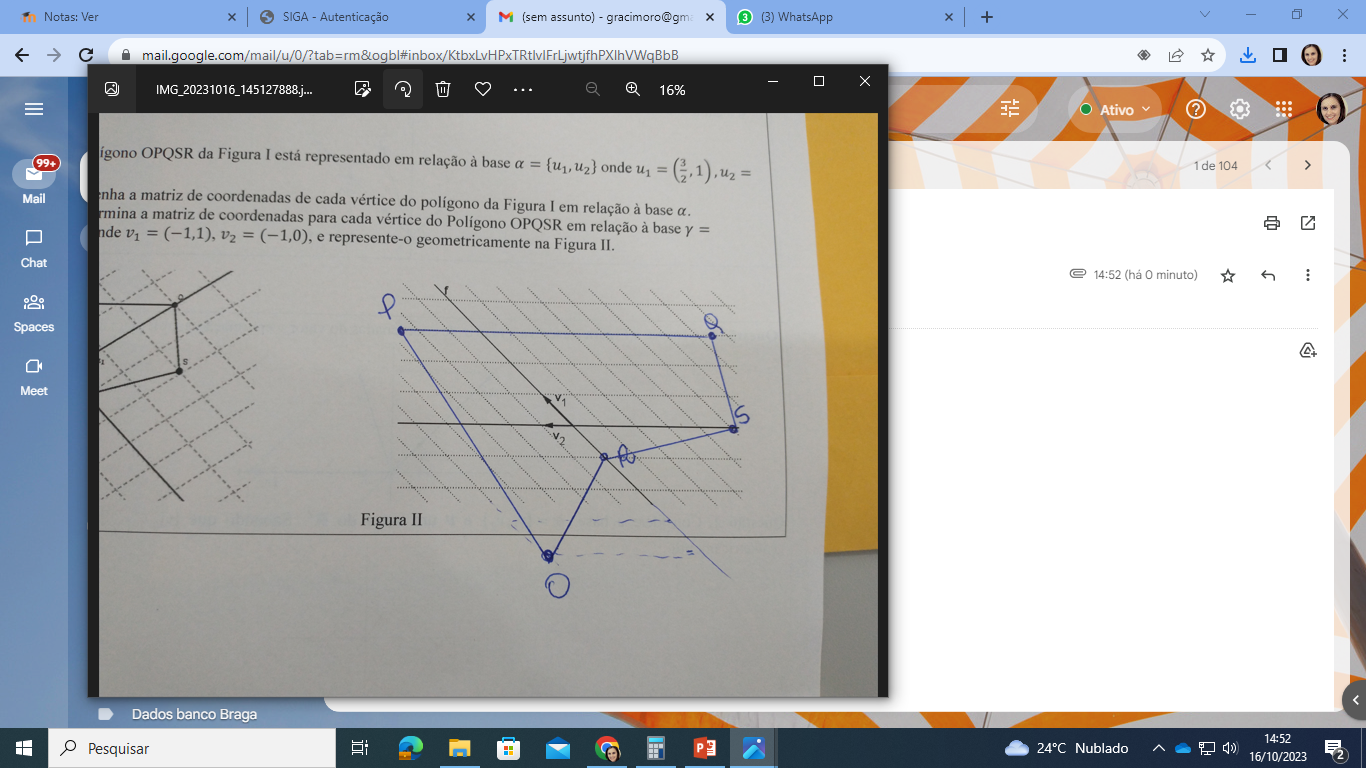 Notas: Ver
SIGA - Autenticação
(sem assunto) - gracimoro@gma
(3) WhatsApp
mail.google.com/mail/u/0/?tab=rm&ogbl#inbox/KtbxLvHPxTRtlvlFrLjwtjfhPXlhVWqBbB
IMG_20231016_145127888.j...
16%
Ativo
99+
Mail
Chat
Spaces
Meet
1 de 104
14:52 (há 0 minuto)
ígono OPQSR da Figura I está representado em relação à base α = {u₁, u₂} onde u₁ = (3/2, 1), u₂ =
enha a matriz de coordenadas de cada vértice do polígono da Figura I em relação à base α.
rmina a matriz de coordenadas para cada vértice do Polígono OPQSR em relação à base γ =
nde v₁ = (−1,1), v₂ = (−1,0), e represente-o geometricamente na Figura II.
Q
S
P
f
Q
v₁
S
v₂
R
Figura II
O
Dados banco Braga
Pesquisar
24°C Nublado
14:52
16/10/2023
2